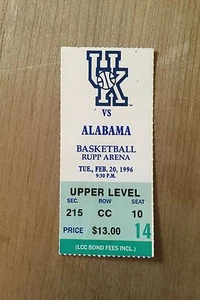 UK
VS
ALABAMA
BASKETBALL
RUPP ARENA
TUE., FEB. 20, 1996
9:30 P.M.
UPPER LEVEL
SEC. ROW SEAT
215 CC 10
PRICE $13.00 14
(LCC BOND FEES INCL.)